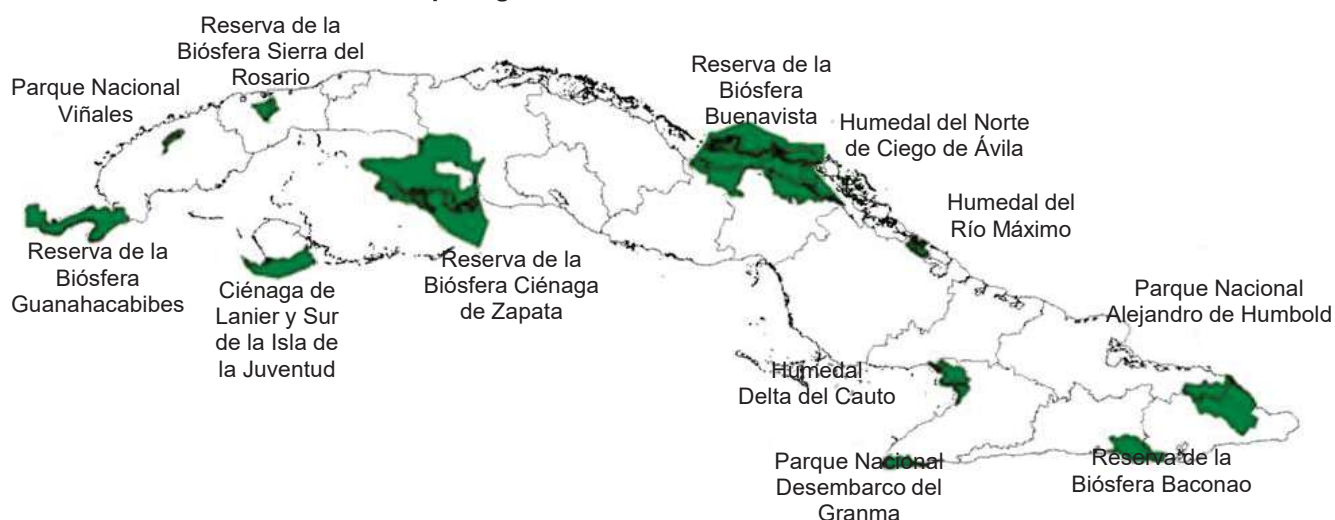 Reserva de la
Biósfera Sierra del
Rosario
Parque Nacional
Viñales
Reserva de la
Biósfera
Buenavista
Humedal del Norte
de Ciego de Ávila
Humedal del
Río Máximo
Reserva de la
Biósfera
Guanahacabibes
Ciénaga de
Lanier y Sur
de la Isla de
la Juventud
Reserva de la
Biósfera Ciénaga
de Zapata
Parque Nacional
Alejandro de Humbold
Humedal
Delta del Cauto
Parque Nacional
Desembarco del
Granma
Reserva de la
Biósfera Baconao